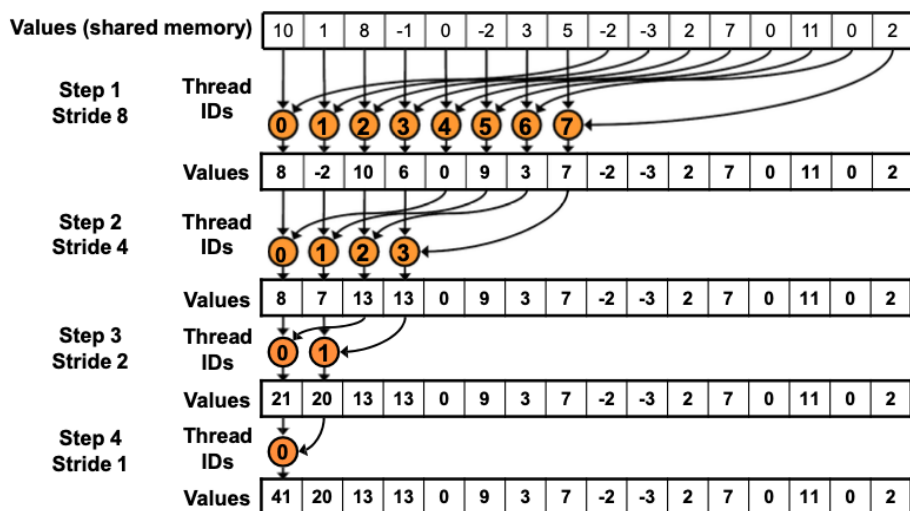 Values (shared memory) 10 1 8 -1 0 -2 3 5 -2 -3 2 7 0 11 0 2
Step 1 Thread
Stride 8 IDs
0 1 2 3 4 5 6 7
Values 8 -2 10 6 0 9 3 7 -2 -3 2 7 0 11 0 2
Step 2 Thread
Stride 4 IDs
0 1 2 3
Values 8 7 13 13 0 9 3 7 -2 -3 2 7 0 11 0 2
Step 3 Thread
Stride 2 IDs
0 1
Values 21 20 13 13 0 9 3 7 -2 -3 2 7 0 11 0 2
Step 4 Thread
Stride 1 IDs
0
Values 41 20 13 13 0 9 3 7 -2 -3 2 7 0 11 0 2